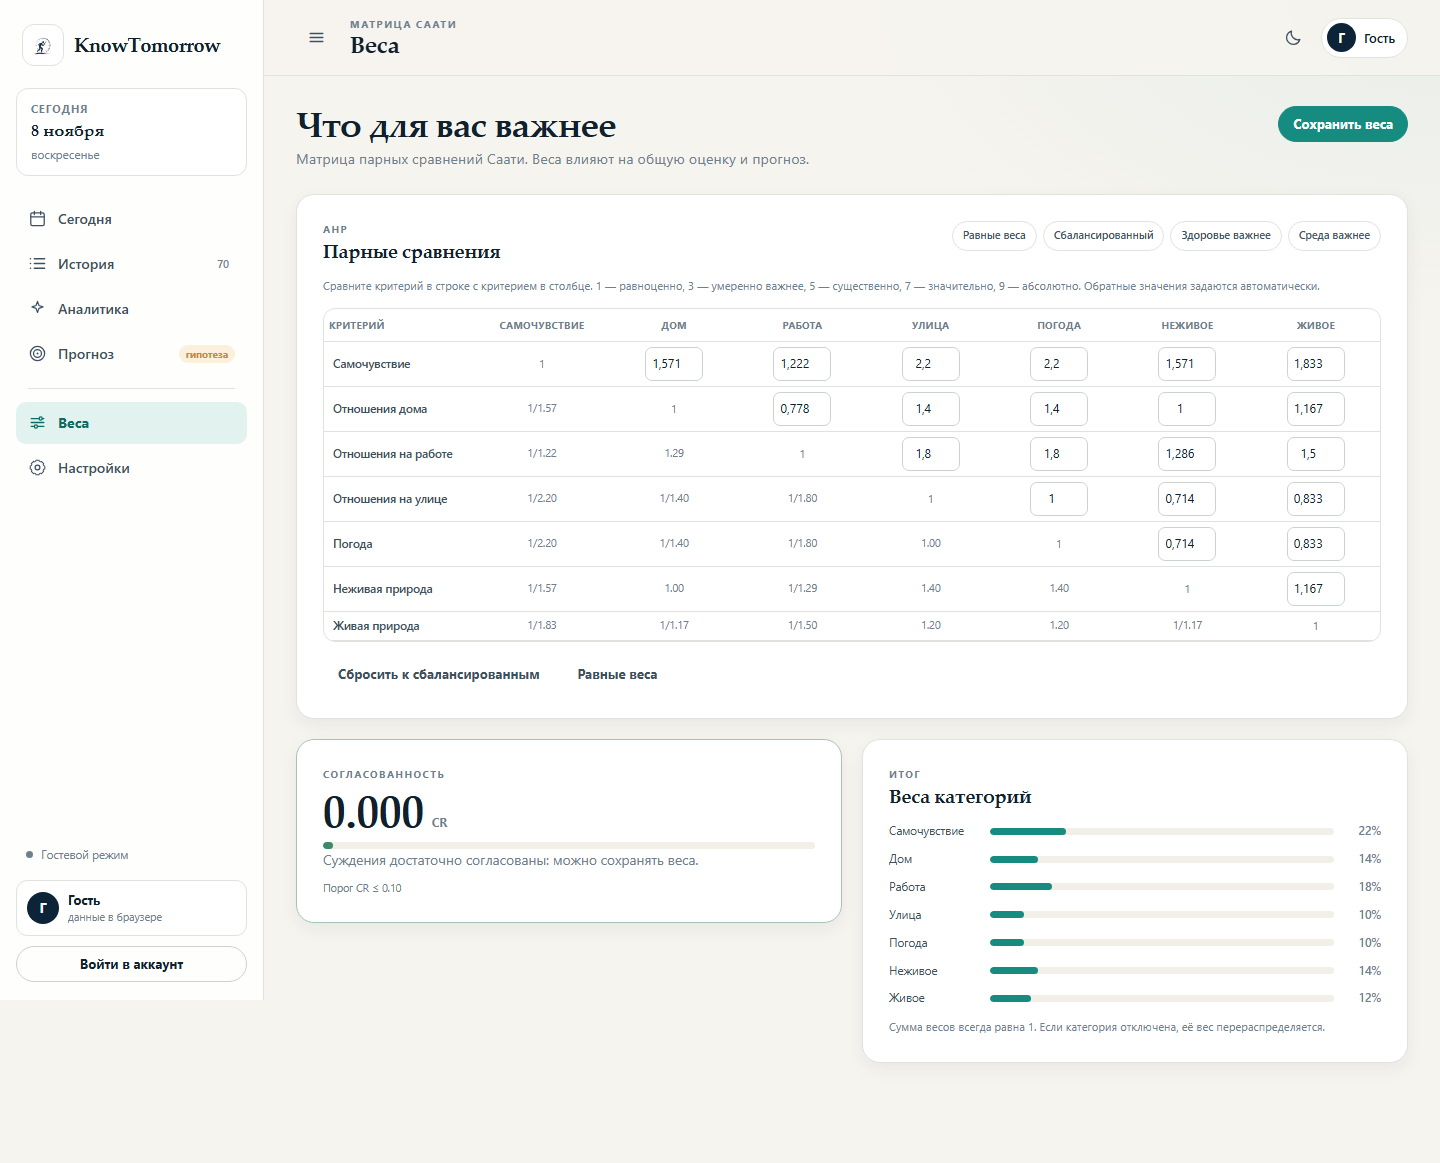 KnowTomorrow
СЕГОДНЯ
8 ноября
воскресенье
Сегодня
История 70
Аналитика
Прогноз гипотеза
Веса
Настройки
Гостевой режим
Г Гость
данные в браузере
Войти в аккаунт
МАТРИЦА СААТИ
Веса
Г Гость
Что для вас важнее
Матрица парных сравнений Саати. Веса влияют на общую оценку и прогноз.
Сохранить веса
AHP
Парные сравнения
Равные веса Сбалансированный Здоровье важнее Среда важнее
Сравните критерий в строке с критерием в столбце. 1 — равноценно, 3 — умеренно важнее, 5 — существенно, 7 — значительно, 9 — абсолютно. Обратные значения задаются автоматически.
КРИТЕРИЙ САМОЧУВСТВИЕ ДОМ РАБОТА УЛИЦА ПОГОДА НЕЖИВОЕ ЖИВОЕ
Самочувствие 1 1,571 1,222 2,2 2,2 1,571 1,833
Отношения дома 1/1.57 1 0,778 1,4 1,4 1 1,167
Отношения на работе 1/1.22 1.29 1 1,8 1,8 1,286 1,5
Отношения на улице 1/2.20 1/1.40 1/1.80 1 1 0,714 0,833
Погода 1/2.20 1/1.40 1/1.80 1.00 1 0,714 0,833
Неживая природа 1/1.57 1.00 1/1.29 1.40 1.40 1 1,167
Живая природа 1/1.83 1/1.17 1/1.50 1.20 1.20 1/1.17 1
Сбросить к сбалансированным Равные веса
СОГЛАСОВАННОСТЬ
0.000 CR
Суждения достаточно согласованы: можно сохранять веса.
Порог CR ≤ 0.10
ИТОГ
Веса категорий
Самочувствие 22%
Дом 14%
Работа 18%
Улица 10%
Погода 10%
Неживое 14%
Живое 12%
Сумма весов всегда равна 1. Если категория отключена, её вес перераспределяется.